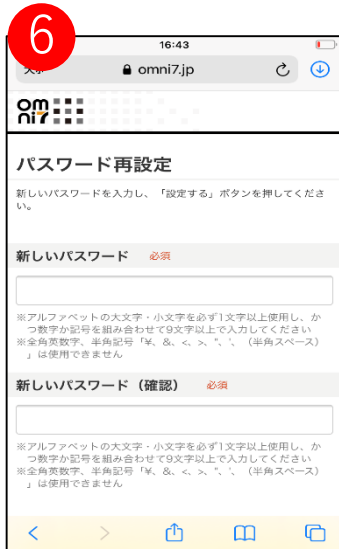 6
16:43
大小
omni7.jp
om
ni7
パスワード再設定
新しいパスワードを入力し、「設定する」ボタンを押してくださ
い。
新しいパスワード 必須
※アルファベットの大文字・小文字を必ず1文字以上使用し、か
つ数字か記号を組み合わせて9文字以上で入力してください
※全角英数字、半角記号「¥、&、<、>、"、'、（半角スペース）
」は使用できません
新しいパスワード（確認） 必須
※アルファベットの大文字・小文字を必ず1文字以上使用し、か
つ数字か記号を組み合わせて9文字以上で入力してください
※全角英数字、半角記号「¥、&、<、>、"、'、（半角スペース）
」は使用できません